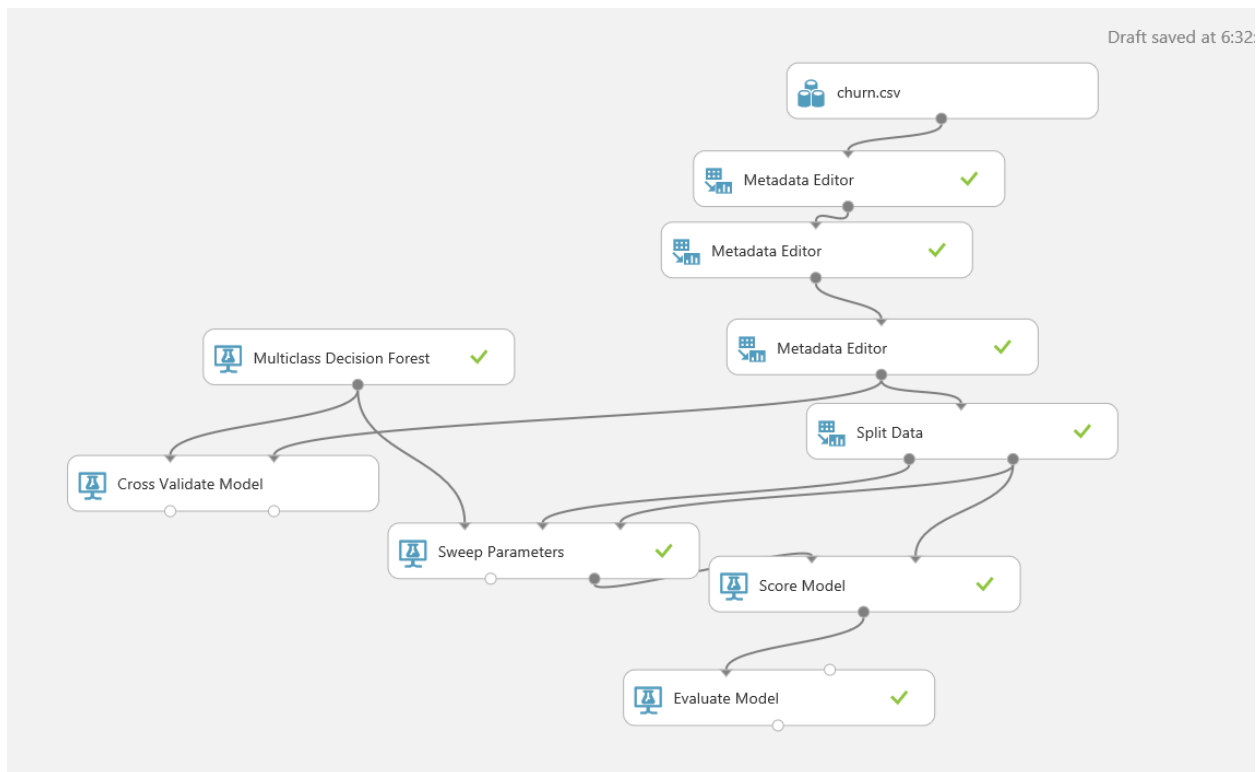 Draft saved at 6:32:
churn.csv
Metadata Editor
Metadata Editor
Metadata Editor
Multiclass Decision Forest
Split Data
Cross Validate Model
Sweep Parameters
Score Model
Evaluate Model